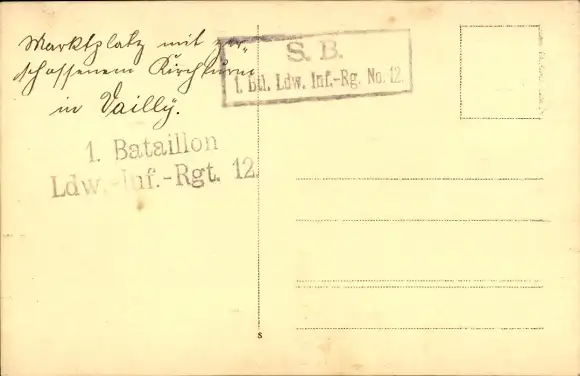 Marktplatz mit zer-
schossenem Kirchturm
in Vailly.
S. B.
1. Btl. Ldw. Inf.-Rg. No. 12.
1. Bataillon
Ldw.-Inf.-Rgt. 12.
s